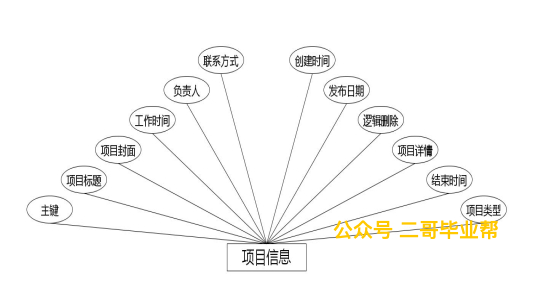 联系方式
创建时间
负责人
发布日期
工作时间
逻辑删除
项目封面
项目详情
项目标题
结束时间
主键
项目类型
公众号 二哥毕业帮
项目信息